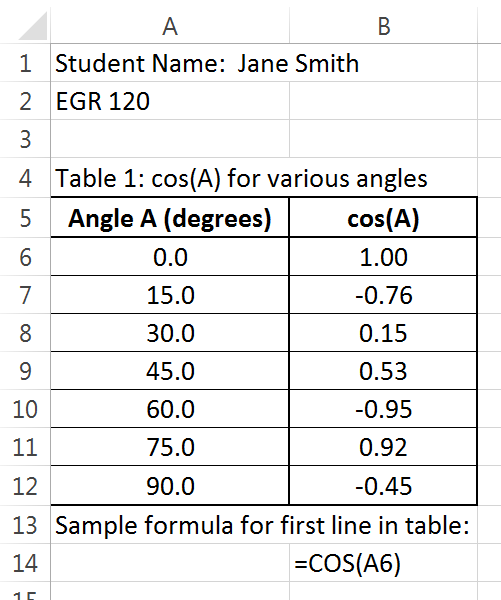 A B
1 Student Name: Jane Smith
2 EGR 120
3
4 Table 1: cos(A) for various angles
5 Angle A (degrees) cos(A)
6 0.0 1.00
7 15.0 -0.76
8 30.0 0.15
9 45.0 0.53
10 60.0 -0.95
11 75.0 0.92
12 90.0 -0.45
13 Sample formula for first line in table:
14 =COS(A6)
15